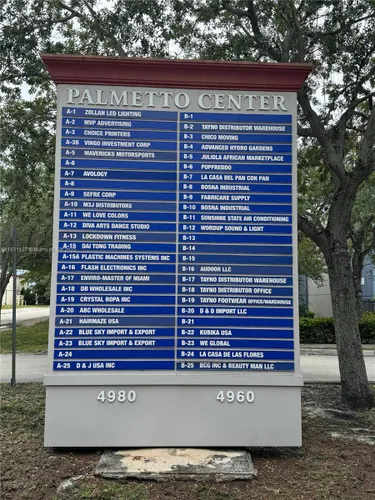 PALMETTO CENTER
A-1 ZOLLAN LED LIGHTING
A-2 MVP ADVERTISING
A-3 CHOICE PRINTERS
A-3B VINGO INVESTMENT CORP
A-5 MAVERICKS MOTORSPORTS
A-6
A-7 AVOLOGY
A-8
A-9 SEFRE CORP
A-10 M3J DISTRIBUTORS
A-11 WE LOVE COLORS
A-12 DIVA ARTS DANCE STUDIO
A-13 LOCKDOWN FITNESS
A-15 DAI TONG TRADING
A-15A PLASTIC MACHINES SYSTEMS INC
A-16 FLASH ELECTRONICS INC
A-17 ENVIRO-MASTER OF MIAMI
A-18 DB WHOLESALE INC
A-19 CRYSTAL ROPA INC
A-20 ABC WHOLESALE
A-21 HAIRMAZE USA
A-22 BLUE SKY IMPORT & EXPORT
A-23 BLUE SKY IMPORT & EXPORT
A-24
A-25 D & J USA INC
B-1
B-2 TAYNO DISTRIBUTOR WAREHOUSE
B-3 CHICO MOVING
B-4 ADVANCED HYDRO GARDENS
B-5 JULIOLA AFRICAN MARKETPLACE
B-6 POPFREDDO
B-7 LA CASA DEL PAN CON PAN
B-8 BOSNA INDUSTRIAL
B-9 FABRICARE SUPPLY
B-10 BOSNA INDUSTRIAL
B-11 SUNSHINE STATE AIR CONDITIONING
B-12 WORDUP SOUND & LIGHT
B-13
B-14
B-15
B-16 AUDOOR LLC
B-17 TAYNO DISTRIBUTOR WAREHOUSE
B-18 TAYNO DISTRIBUTOR OFFICE
B-19 TAYNO FOOTWEAR OFFICE/WAREHOUSE
B-20 D & D IMPORT LLC
B-21
B-22 KUBIKA USA
B-23 WE GLOBAL
B-24 LA CASA DE LAS FLORES
B-25 BCG INC & BEAUTY MAN LLC
4980
4960